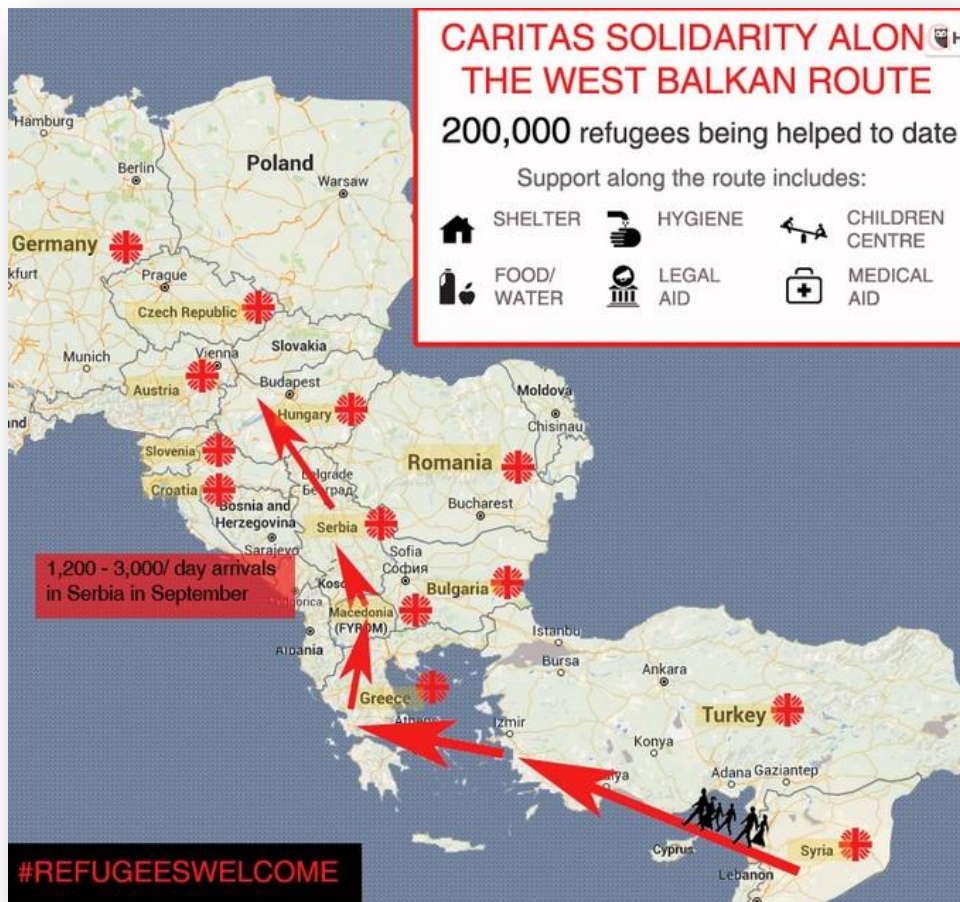 CARITAS SOLIDARITY ALON
THE WEST BALKAN ROUTE
200,000 refugees being helped to date
Support along the route includes:
SHELTER
HYGIENE
CHILDREN
CENTRE
FOOD/
WATER
LEGAL
AID
MEDICAL
AID
Hamburg
Berlin
Poland
Warsaw
Germany
Prague
Czech Republic
Munich
Vienna
Slovakia
Austria
Budapest
Hungary
Moldova
Chisinau
Slovenia
Croatia
Romania
Bosnia and
Herzegovina
Bucharest
Serbia
Sarajevo
Sofia
София
1,200 - 3,000/ day arrivals
in Serbia in September
Bulgaria
Macedonia
(FYROM)
Albania
Istanbu
Bursa
Ankara
Greece
Izmir
Turkey
Konya
Adana
Gaziantep
Cyprus
Syria
Lebanon
#REFUGEESWELCOME